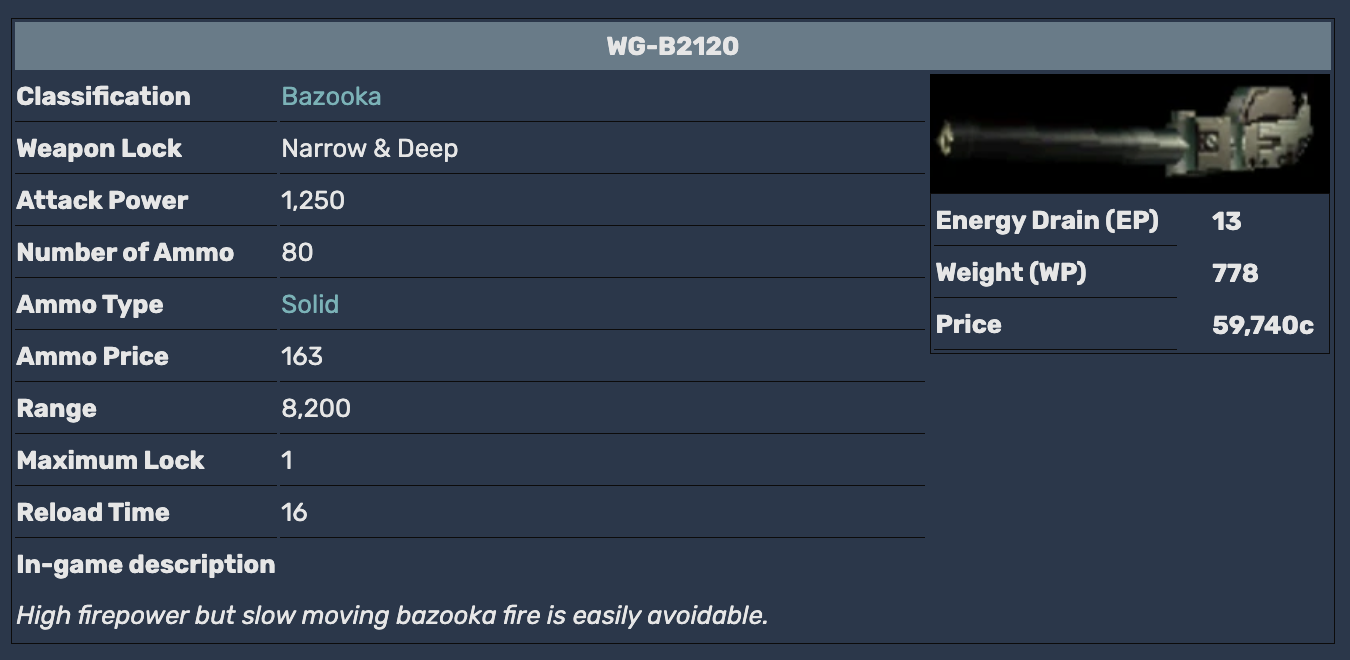 WG-B2120
Classification Bazooka
Weapon Lock Narrow & Deep
Attack Power 1,250
Number of Ammo 80
Ammo Type Solid
Ammo Price 163
Range 8,200
Maximum Lock 1
Reload Time 16
In-game description
High firepower but slow moving bazooka fire is easily avoidable.
Energy Drain (EP) 13
Weight (WP) 778
Price 59,740c